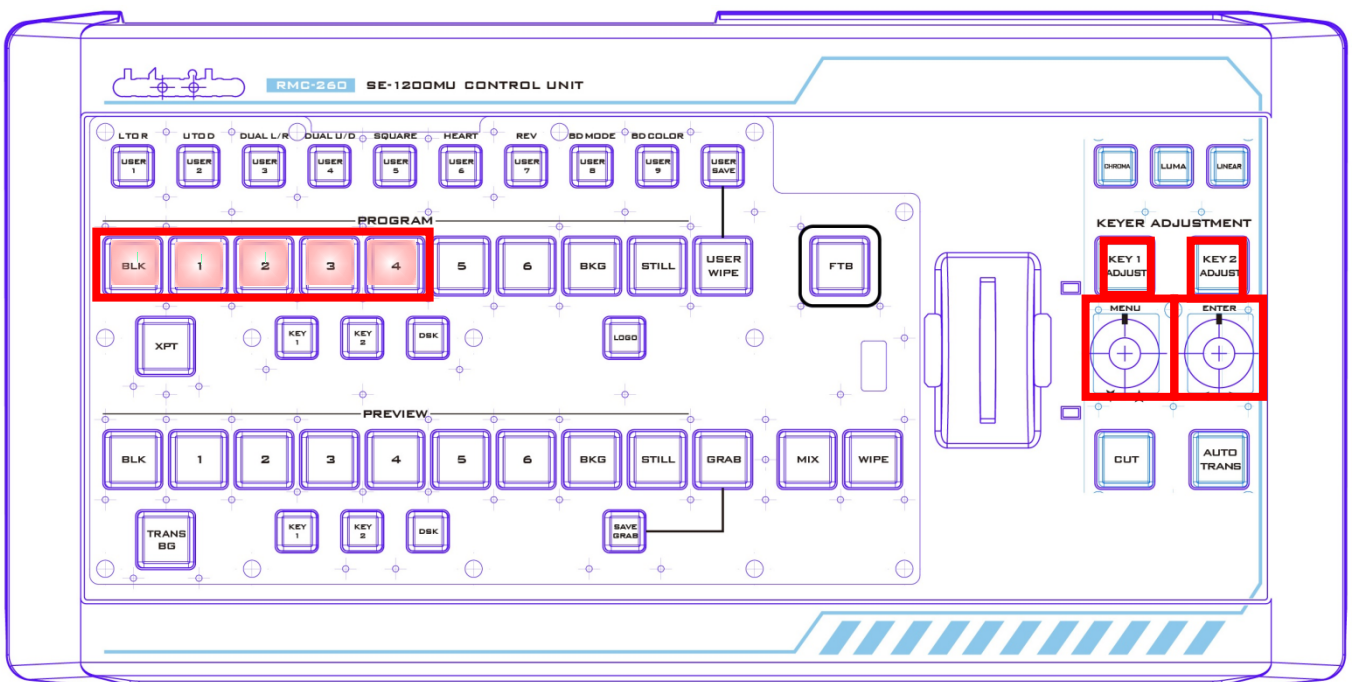 RMC-260 SE-1200MU CONTROL UNIT
L TO R U TO D DUAL L/R DUAL U/D SQUARE HEART REV BD MODE BD COLOR
USER 1 USER 2 USER 3 USER 4 USER 5 USER 6 USER 7 USER 8 USER 9 USER SAVE
CHROMA LUMA LINEAR
PROGRAM
KEYER ADJUSTMENT
BLK 1 2 3 4 5 6 BKG STILL USER WIPE FTB
KEY 1 ADJUST KEY 2 ADJUST
MENU ENTER
XPT KEY 1 KEY 2 DSK LOGO
PREVIEW
BLK 1 2 3 4 5 6 BKG STILL GRAB MIX WIPE
CUT AUTO TRANS
TRANS BG KEY 1 KEY 2 DSK SAVE GRAB